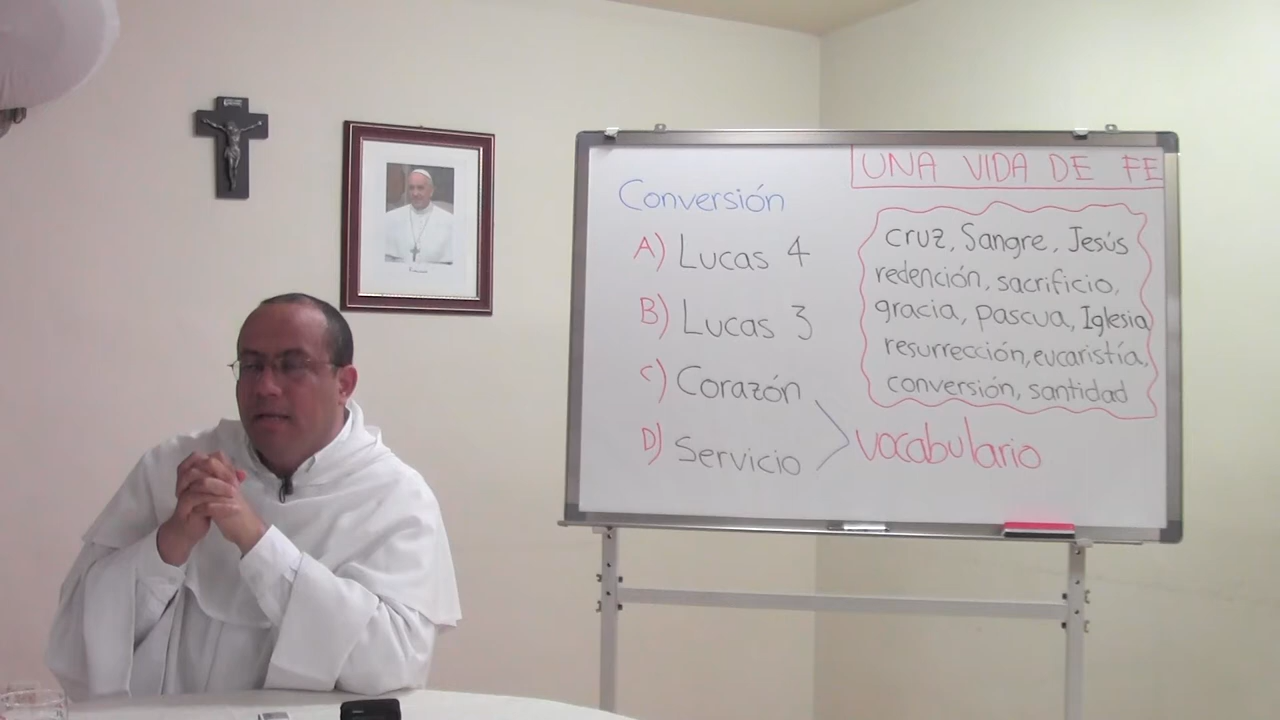 Conversión
A) Lucas 4
B) Lucas 3
C) Corazón
D) Servicio
UNA VIDA DE FE
cruz, Sangre, Jesús
redención, sacrificio,
gracia, pascua, Iglesia
resurrección, eucaristía,
conversión, santidad
vocabulario